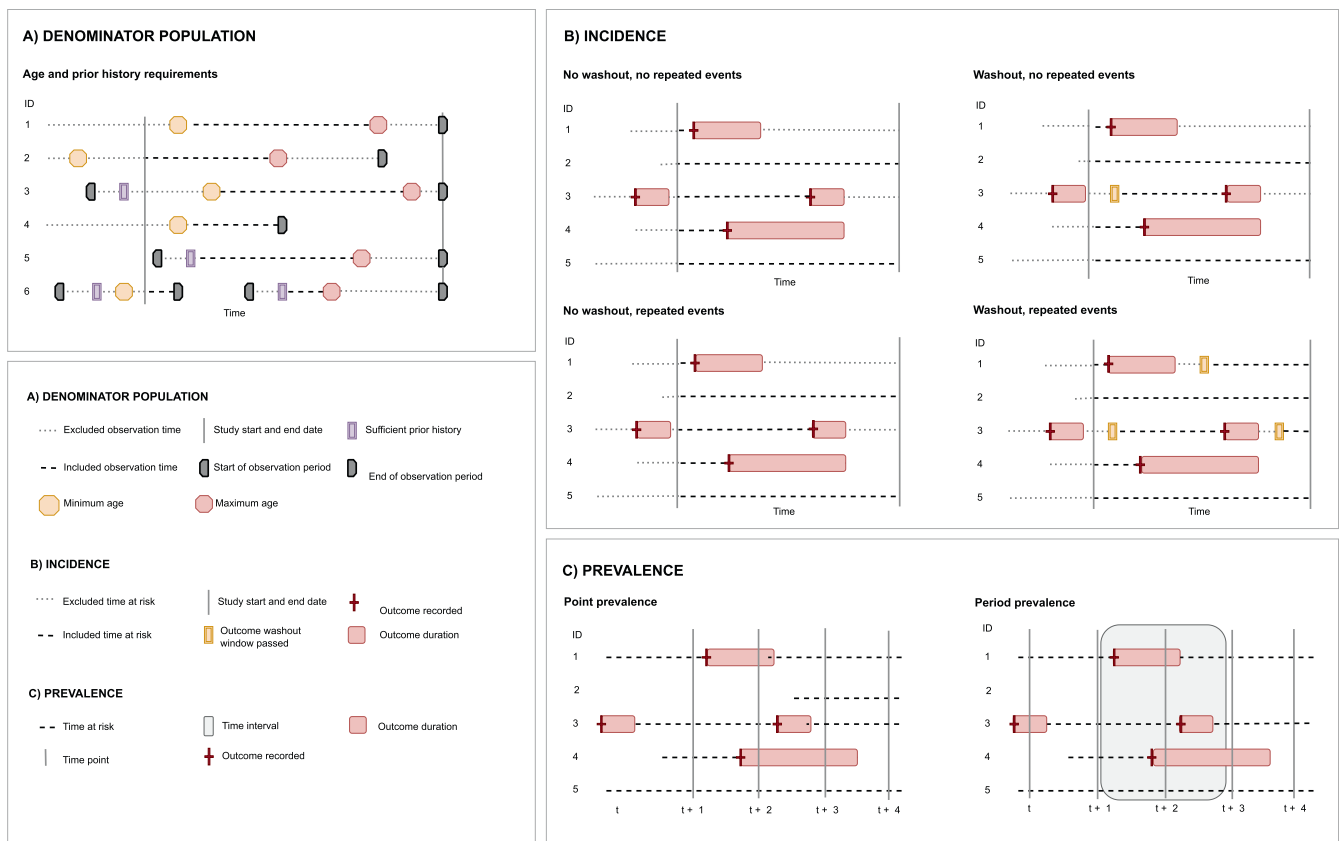 A) DENOMINATOR POPULATION
Age and prior history requirements
ID
1
2
3
4
5
6
Time
A) DENOMINATOR POPULATION
Excluded observation time
Study start and end date
Sufficient prior history
Included observation time
Start of observation period
End of observation period
Minimum age
Maximum age
B) INCIDENCE
Excluded time at risk
Study start and end date
Outcome recorded
Included time at risk
Outcome washout
window passed
Outcome duration
C) PREVALENCE
Time at risk
Time interval
Outcome duration
Time point
Outcome recorded
B) INCIDENCE
No washout, no repeated events
ID
1
2
3
4
5
Time
Washout, no repeated events
ID
1
2
3
4
5
Time
No washout, repeated events
ID
1
2
3
4
5
Time
Washout, repeated events
ID
1
2
3
4
5
Time
C) PREVALENCE
Point prevalence
ID
1
2
3
4
5
t t + 1 t + 2 t + 3 t + 4
Period prevalence
ID
1
2
3
4
5
t t + 1 t + 2 t + 3 t + 4